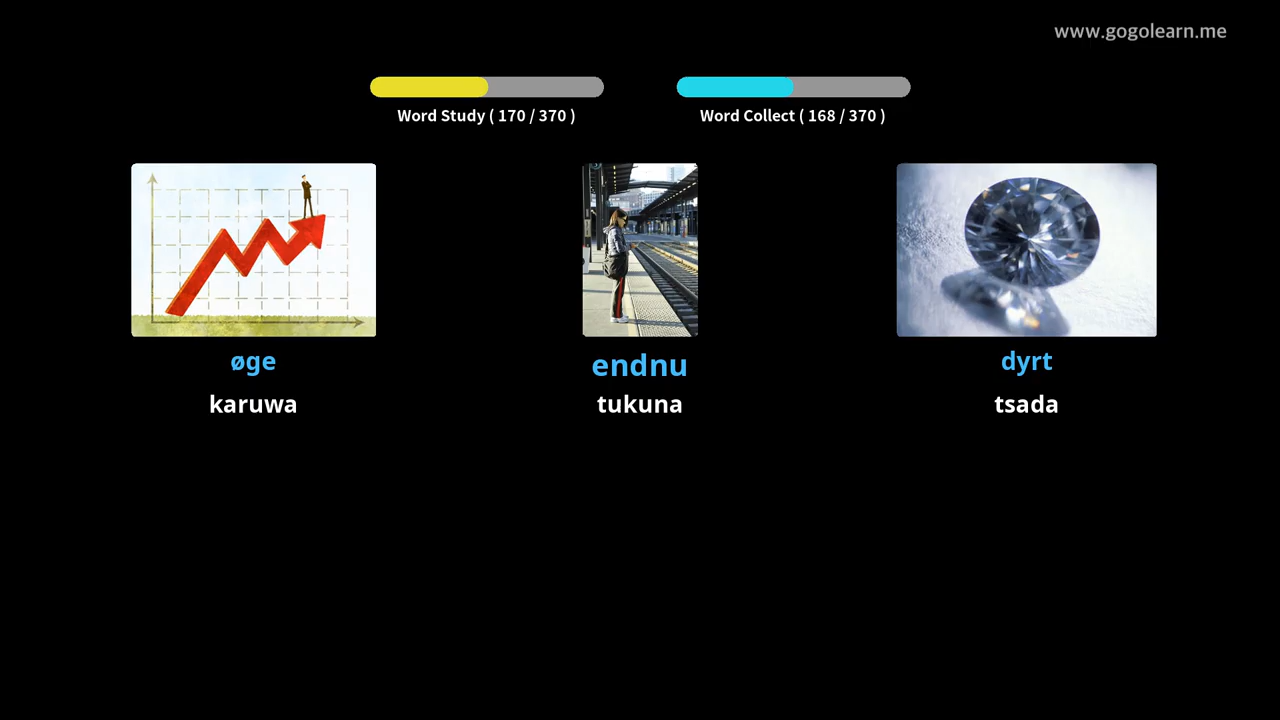 www.gogolearn.me
Word Study ( 170 / 370 )
Word Collect ( 168 / 370 )
øge
endnu
dyrt
karuwa
tukuna
tsada